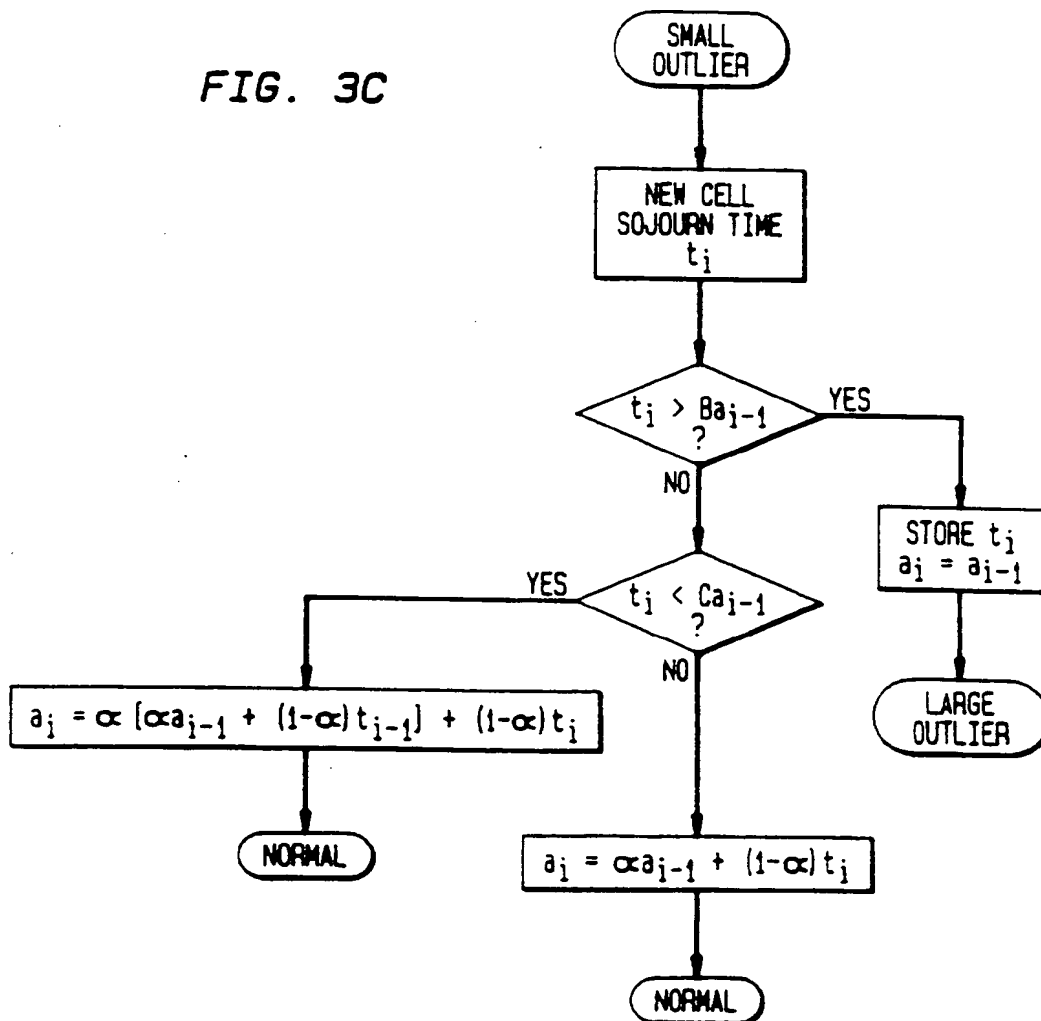 FIG. 3C
SMALL
OUTLIER
NEW CELL
SOJOURN TIME
t_i
t_i > Ba_{i-1}
?
YES
NO
STORE t_i
a_i = a_{i-1}
LARGE
OUTLIER
t_i < Ca_{i-1}
?
YES
NO
a_i = ∝ [∝a_{i-1} + (1-∝) t_{i-1}] + (1-∝) t_i
NORMAL
a_i = ∝a_{i-1} + (1-∝) t_i
NORMAL